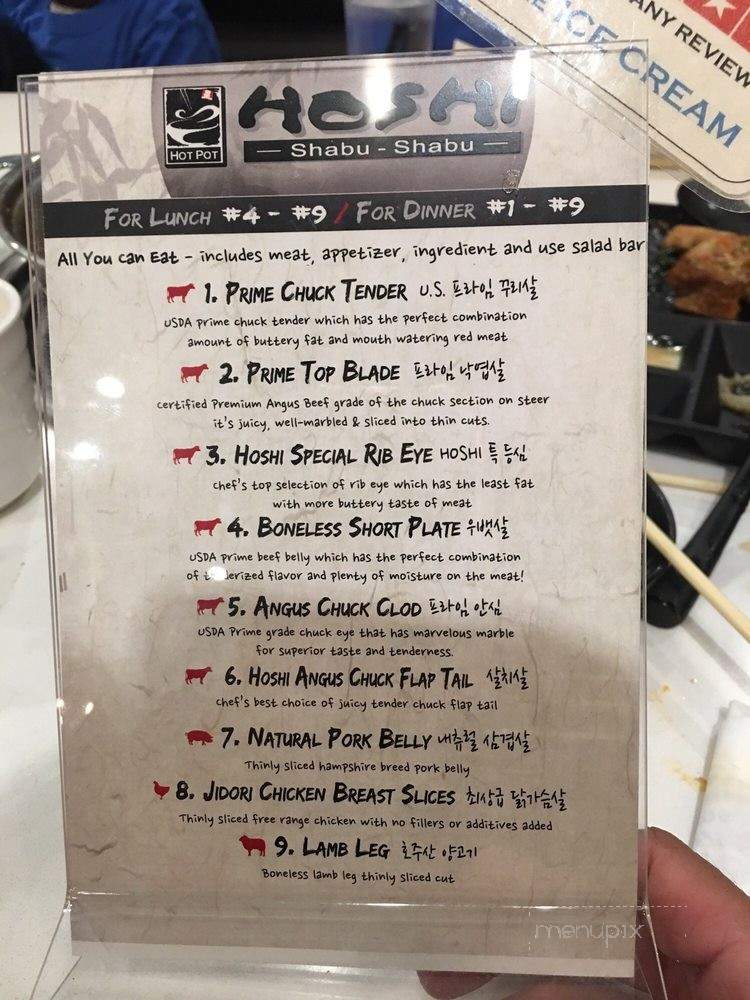 ANY REVIEW
ICE CREAM
HOSHI
HOT POT
Shabu - Shabu
FOR LUNCH #4 - #9 / FOR DINNER #1 - #9
All You Can Eat - includes meat, appetizer, ingredient and use salad bar
1. PRIME CHUCK TENDER U.S. 프라임 꾸리살
USDA prime chuck tender which has the perfect combination
amount of buttery fat and mouth watering red meat
2. PRIME TOP BLADE 프라임 낙엽살
certified Premium Angus Beef grade of the chuck section on steer
it's juicy, well-marbled & sliced into thin cuts.
3. HOSHI SPECIAL RIB EYE HOSHI 특 등심
chef's top selection of rib eye which has the least fat
with more buttery taste of meat
4. BONELESS SHORT PLATE 우뱃살
USDA prime beef belly which has the perfect combination
of tenderized flavor and plenty of moisture on the meat!
5. ANGUS CHUCK CLOD 프라임 안심
USDA Prime grade chuck eye that has marvelous marble
for superior taste and tenderness.
6. HOSHI ANGUS CHUCK FLAP TAIL 살치살
chef's best choice of juicy tender chuck flap tail
7. NATURAL PORK BELLY 내츄럴 삼겹살
Thinly sliced hampshire breed pork belly
8. JIDORI CHICKEN BREAST SLICES 최상급 닭가슴살
Thinly sliced free range chicken with no fillers or additives added
9. LAMB LEG 호주산 양고기
Boneless lamb leg thinly sliced cut
menupix